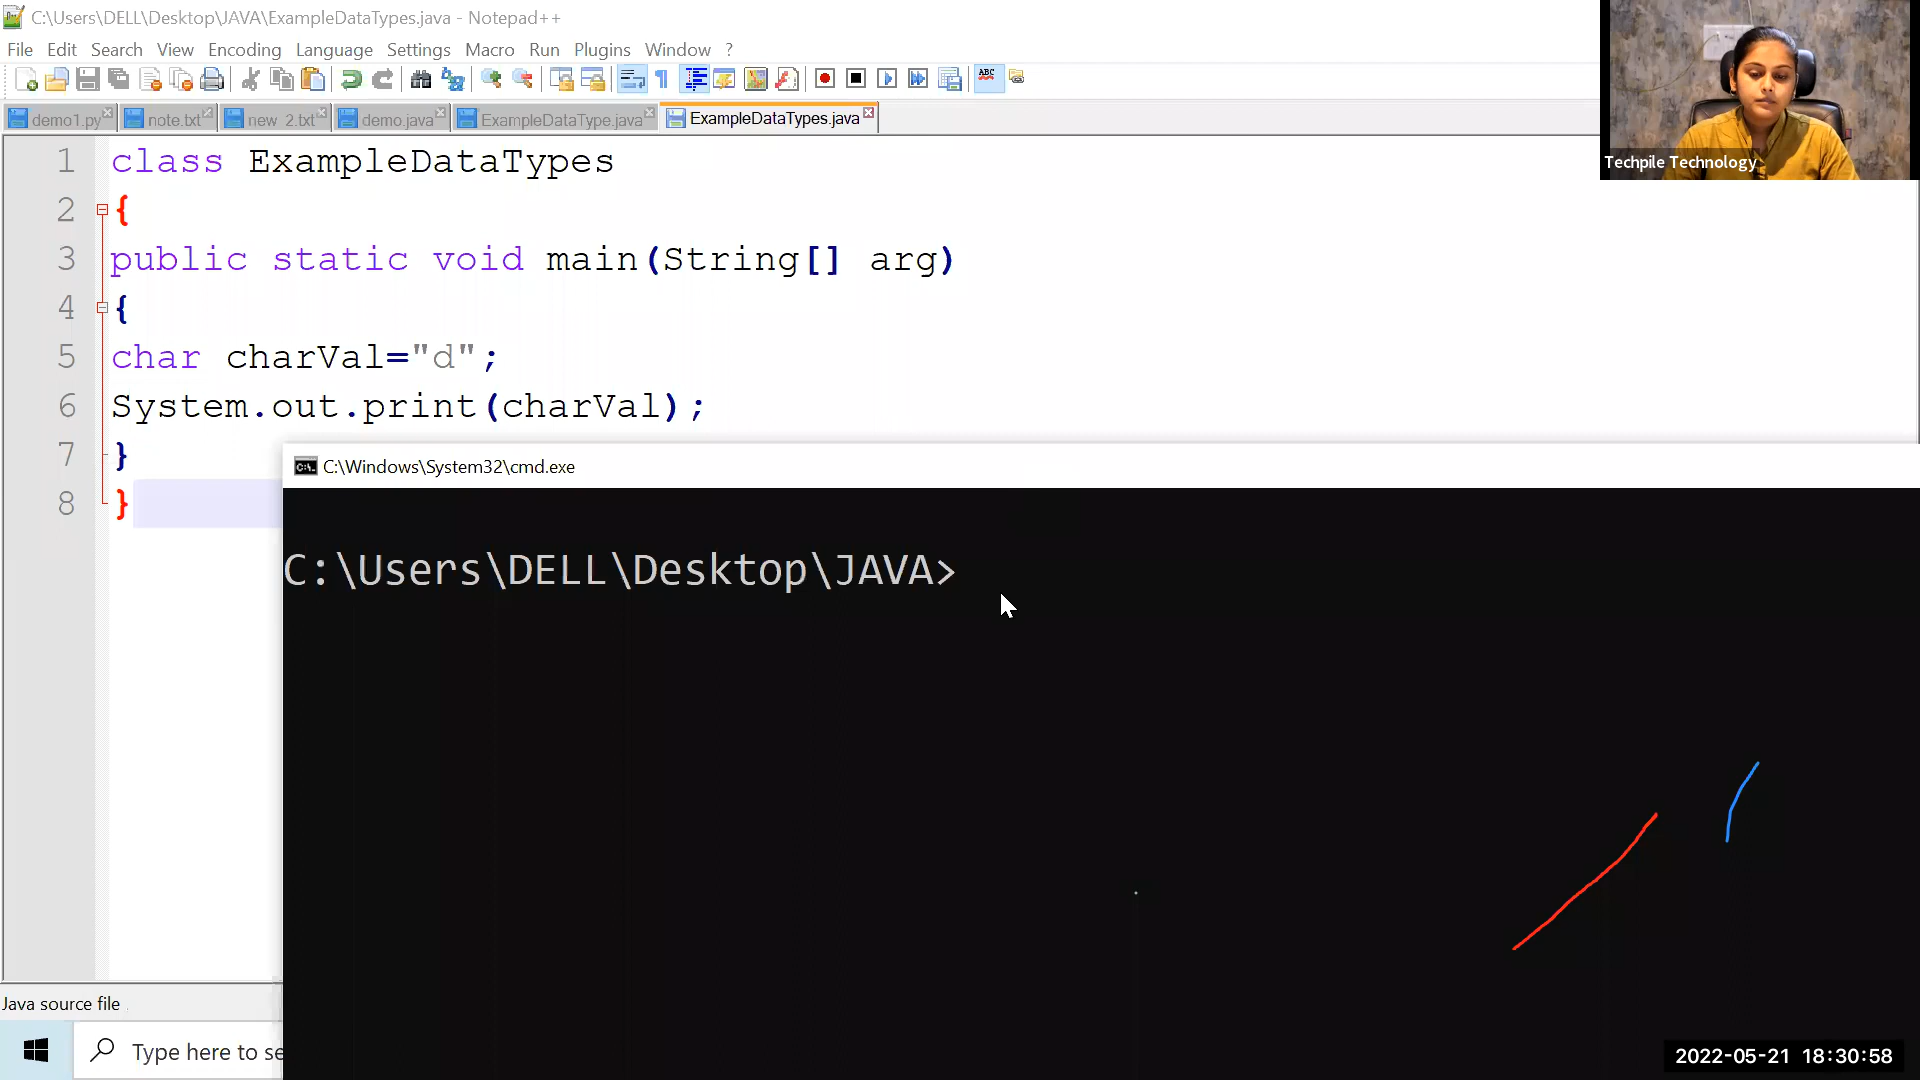 C:\Users\DELL\Desktop\JAVA\ExampleDataTypes.java - Notepad++
File Edit Search View Encoding Language Settings Macro Run Plugins Window ?
ABC
demo1.py note.txt new 2.txt demo.java ExampleDataType.java ExampleDataTypes.java
Techpile Technology
1 class ExampleDataTypes
2 {
3 public static void main(String[] arg)
4 {
5 char charVal="d";
6 System.out.print(charVal);
7 }
8 }
C:\Windows\System32\cmd.exe
C:\Users\DELL\Desktop\JAVA>
Java source file
Type here to se
2022-05-21 18:30:58